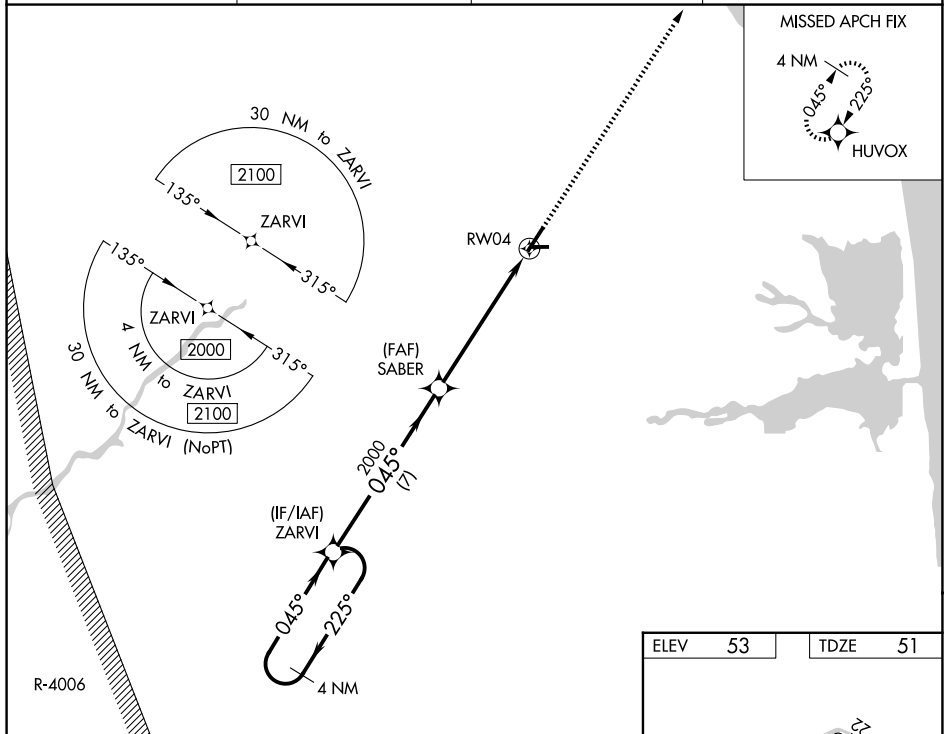 MISSED APCH FIX
4 NM
045°
225°
HUVOX
30 NM to ZARVI
2100
135°
ZARVI
315°
135°
ZARVI
2000
315°
4 NM to ZARVI
2100
30 NM to ZARVI (NoPT)
RW04
(FAF)
SABER
2000
045°
(7)
(IF/IAF)
ZARVI
045°
225°
4 NM
R-4006
ELEV 53
TDZE 51
22